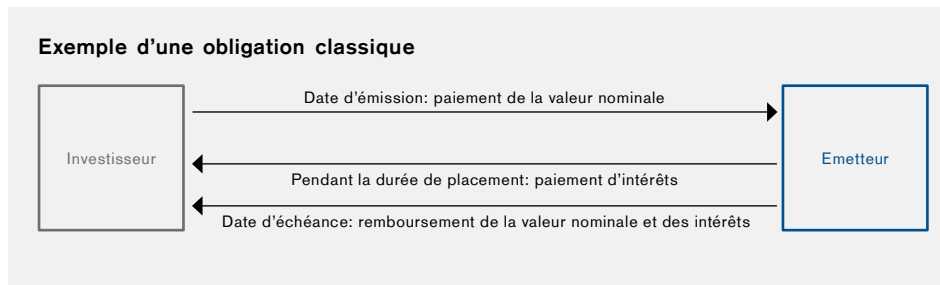 Exemple d'une obligation classique
Date d'émission: paiement de la valeur nominale
Investisseur
Emetteur
Pendant la durée de placement: paiement d'intérêts
Date d'échéance: remboursement de la valeur nominale et des intérêts